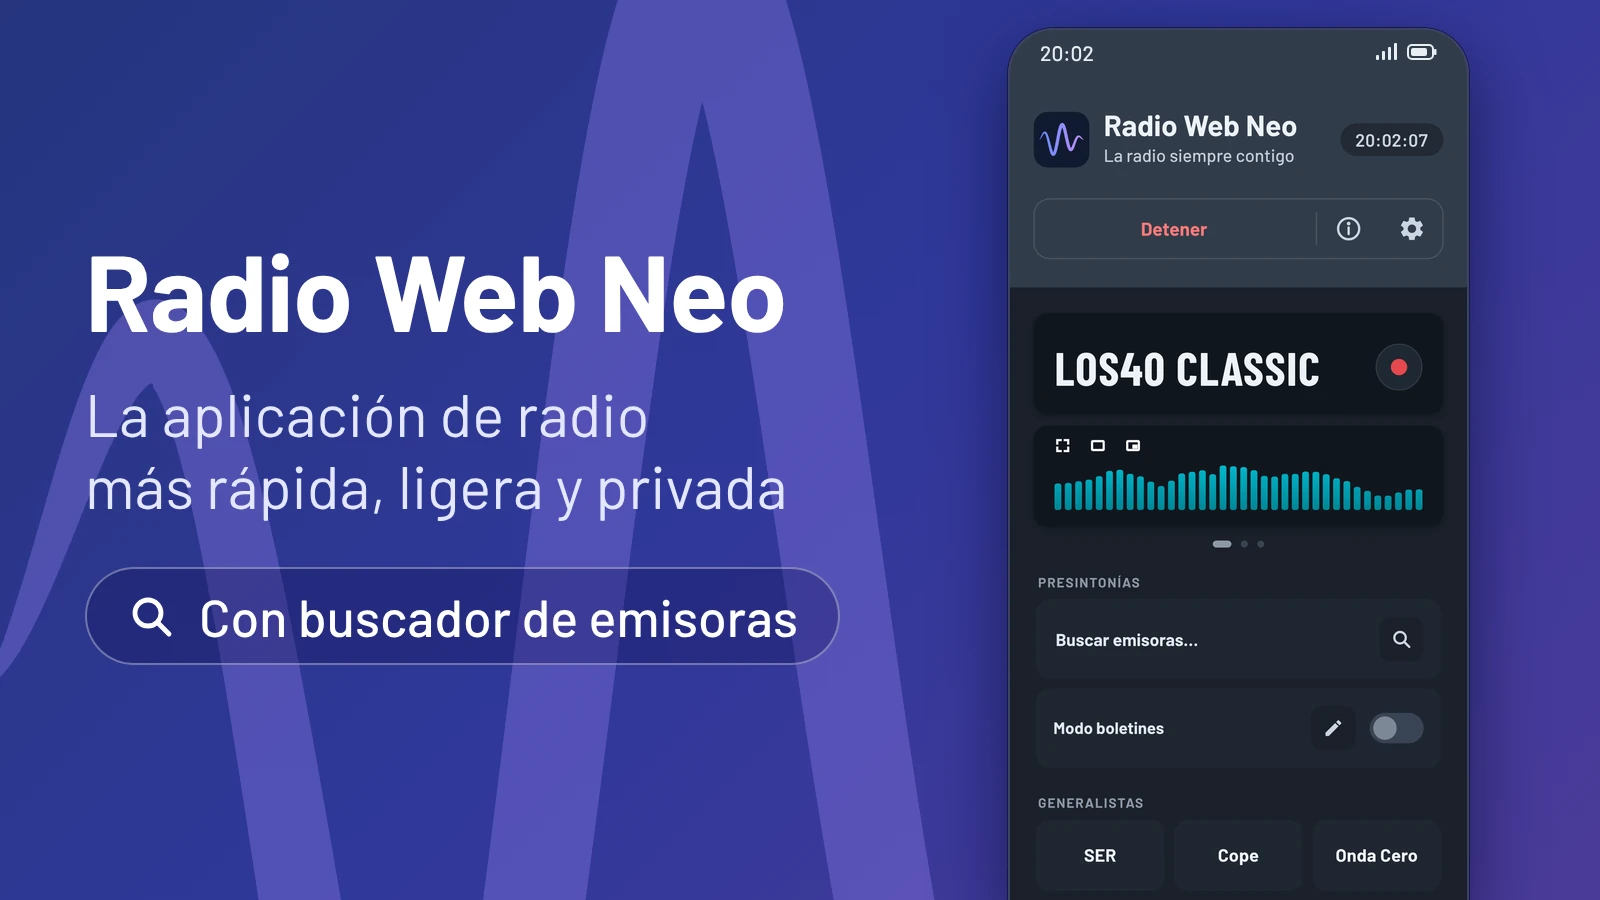 Radio Web Neo
La aplicación de radio
más rápida, ligera y privada
Con buscador de emisoras
20:02
Radio Web Neo
La radio siempre contigo
20:02:07
Detener
LOS40 CLASSIC
PRESINTONÍAS
Buscar emisoras...
Modo boletines
GENERALISTAS
SER
Cope
Onda Cero